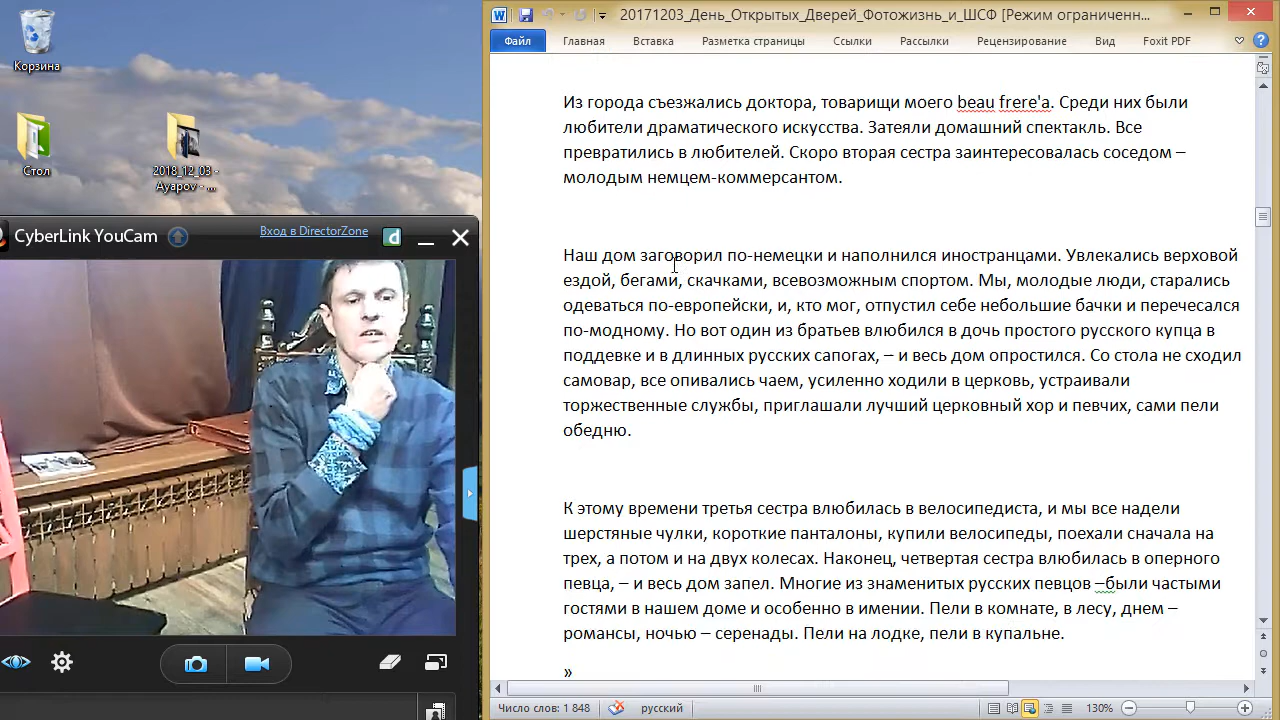 Корзина
Стол
2018_12_03 -
Ayapov - ...
CyberLink YouCam
Вход в DirectorZone
20171203_День_Открытых_Дверей_Фотожизнь_и_ШСФ [Режим ограниченн...
Файл Главная Вставка Разметка страницы Ссылки Рассылки Рецензирование Вид Foxit PDF
Из города съезжались доктора, товарищи моего beau frere'а. Среди них были
любители драматического искусства. Затеяли домашний спектакль. Все
превратились в любителей. Скоро вторая сестра заинтересовалась соседом –
молодым немцем-коммерсантом.
Наш дом заговорил по-немецки и наполнился иностранцами. Увлекались верховой
ездой, бегами, скачками, всевозможным спортом. Мы, молодые люди, старались
одеваться по-европейски, и, кто мог, отпустил себе небольшие бачки и перечесался
по-модному. Но вот один из братьев влюбился в дочь простого русского купца в
поддевке и в длинных русских сапогах, – и весь дом опростился. Со стола не сходил
самовар, все опивались чаем, усиленно ходили в церковь, устраивали
торжественные службы, приглашали лучший церковный хор и певчих, сами пели
обедню.
К этому времени третья сестра влюбилась в велосипедиста, и мы все надели
шерстяные чулки, короткие панталоны, купили велосипеды, поехали сначала на
трех, а потом и на двух колесах. Наконец, четвертая сестра влюбилась в оперного
певца, – и весь дом запел. Многие из знаменитых русских певцов –были частыми
гостями в нашем доме и особенно в имении. Пели в комнате, в лесу, днем –
романсы, ночью – серенады. Пели на лодке, пели в купальне.
»
Число слов: 1 848 русский 130%